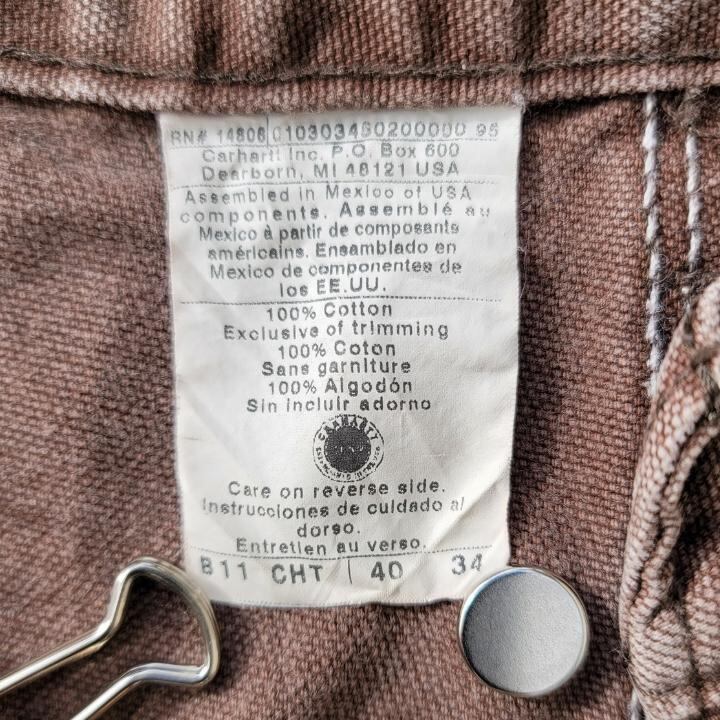 RN# 14806 010303450200000 95
Carhartt Inc. P.O. Box 600
Dearborn, MI 48121 USA
Assembled in Mexico of USA
components. Assemblé au
Mexico à partir de composants
américains. Ensamblado en
Mexico de componentes de
los EE.UU.
100% Cotton
Exclusive of trimming
100% Coton
Sans garniture
100% Algodón
Sin incluir adorno
CARHARTT
Care on reverse side.
Instrucciones de cuidado al
dorso.
Entretien au verso.
B11 CHT 40 34